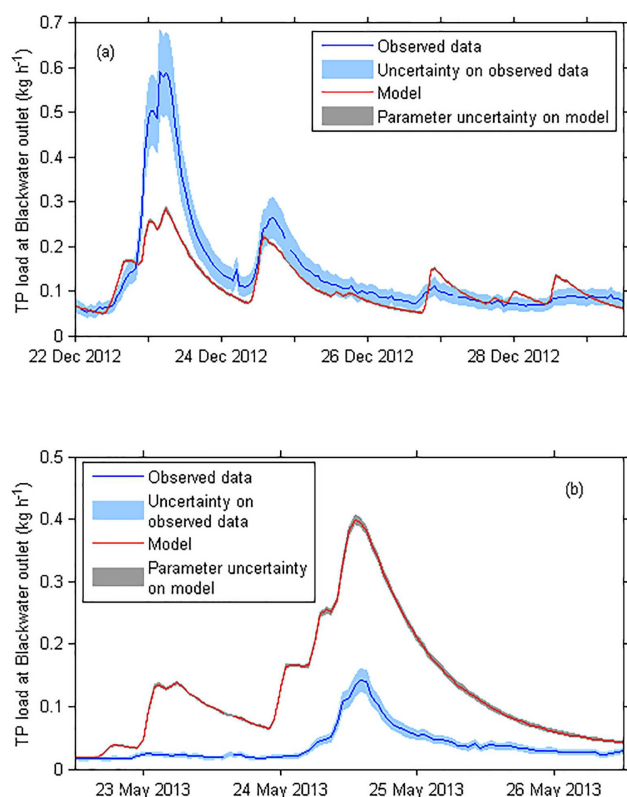 0.7
(a)
Observed data
Uncertainty on observed data
Model
Parameter uncertainty on model
0.6
0.5
0.4
0.3
0.2
0.1
0
TP load at Blackwater outlet (kg h⁻¹)
22 Dec 2012
24 Dec 2012
26 Dec 2012
28 Dec 2012
0.5
Observed data
Uncertainty on
observed data
Model
Parameter uncertainty
on model
(b)
0.4
0.3
0.2
0.1
0
TP load at Blackwater outlet (kg h⁻¹)
23 May 2013
24 May 2013
25 May 2013
26 May 2013